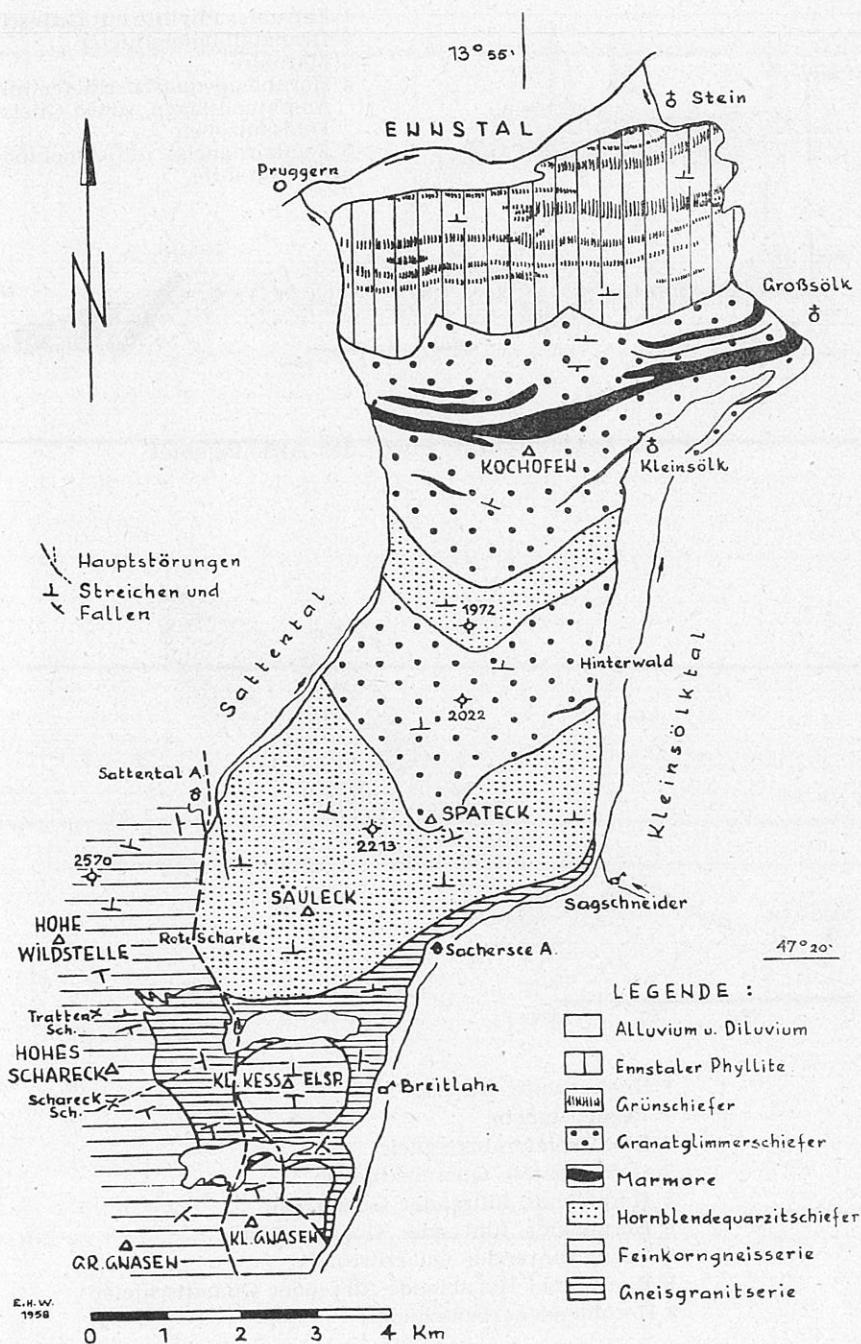 13° 55'
Stein
ENNSTAL
Pruggern
Großsölk
KOCHOFEN
Kleinsölk
N
Hauptstörungen
Streichen und
Fallen
Sattental
1972
Hinterwald
Kleinsölktal
2022
Sattental A.
SPATECK
2213
2570
SÄULECK
Sagschneider
HOHE
WILDSTELLE
Rote Scharte
Sachersee A.
47° 20'
Tratten
Sch.
HOHES
SCHARECK
KL. KESSELSP.
Breitlahn
Schareck
Sch.
KL. GNASEN
GR. GNASEN
LEGENDE :
Alluvium u. Diluvium
Ennstaler Phyllite
Grünschiefer
Granatglimmerschiefer
Marmore
Hornblendequarzitschiefer
Feinkorngneisserie
Gneisgranitserie
E.H.W.
1958
0 1 2 3 4 Km